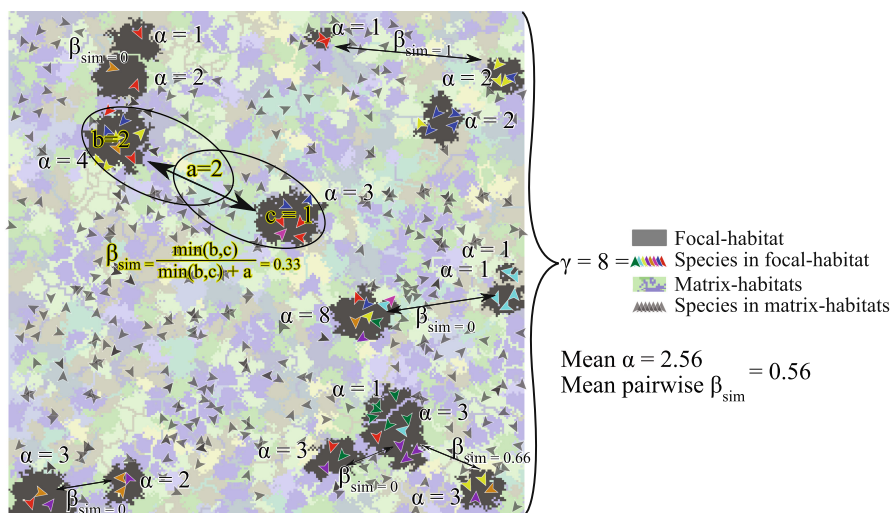 α = 1
β sim = 0
α = 2
α = 1
β sim = 1
α = 2
α = 2
b=2
α = 4
a=2
α = 3
c = 1
β sim = min(b,c) / min(b,c) + a = 0.33
α = 1
α = 1
α = 8
β sim = 0
γ = 8 =
Focal-habitat
Species in focal-habitat
Matrix-habitats
Species in matrix-habitats
Mean α = 2.56
Mean pairwise β sim = 0.56
α = 1
α = 3
α = 3
β sim = 0
β sim = 0.66
α = 3
α = 3
β sim = 0
α = 2